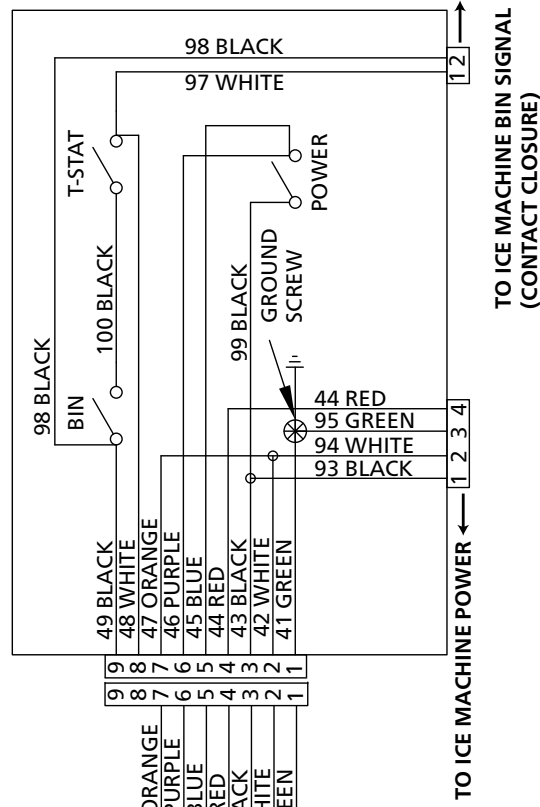 98 BLACK
97 WHITE
1 2
TO ICE MACHINE BIN SIGNAL
(CONTACT CLOSURE)
T-STAT
POWER
100 BLACK
99 BLACK
GROUND
SCREW
98 BLACK
BIN
44 RED
95 GREEN
94 WHITE
93 BLACK
1 2 3 4
TO ICE MACHINE POWER
49 BLACK
48 WHITE
47 ORANGE
46 PURPLE
45 BLUE
44 RED
43 BLACK
42 WHITE
41 GREEN
9 8 7 6 5 4 3 2 1
9 8 7 6 5 4 3 2 1
ORANGE
PURPLE
BLUE
RED
ACK
HITE
EEN